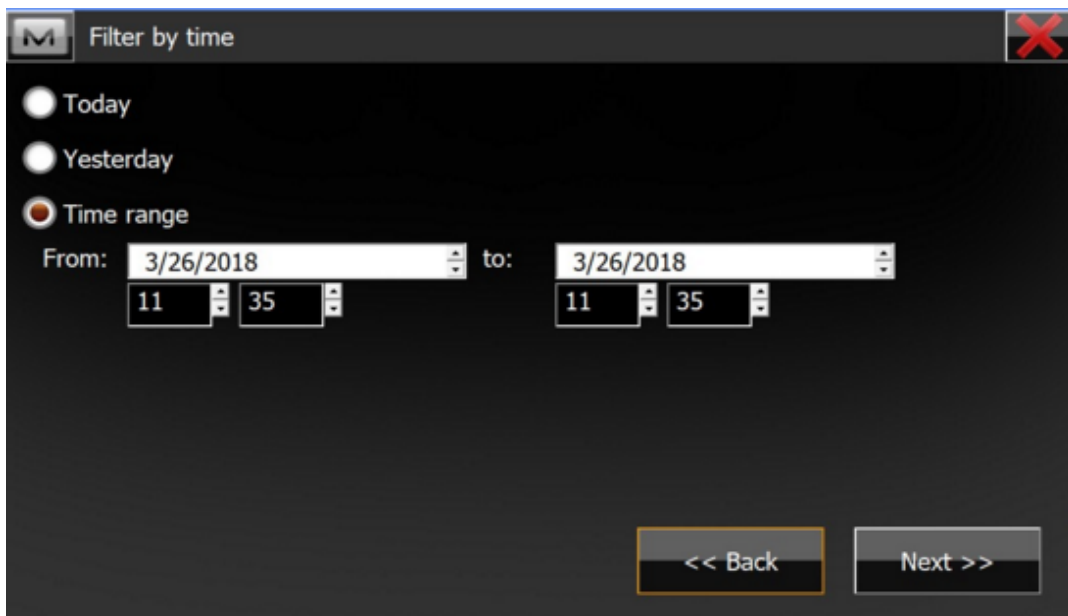 M Filter by time
Today
Yesterday
Time range
From: 3/26/2018 to: 3/26/2018
11 35 11 35
<< Back Next >>